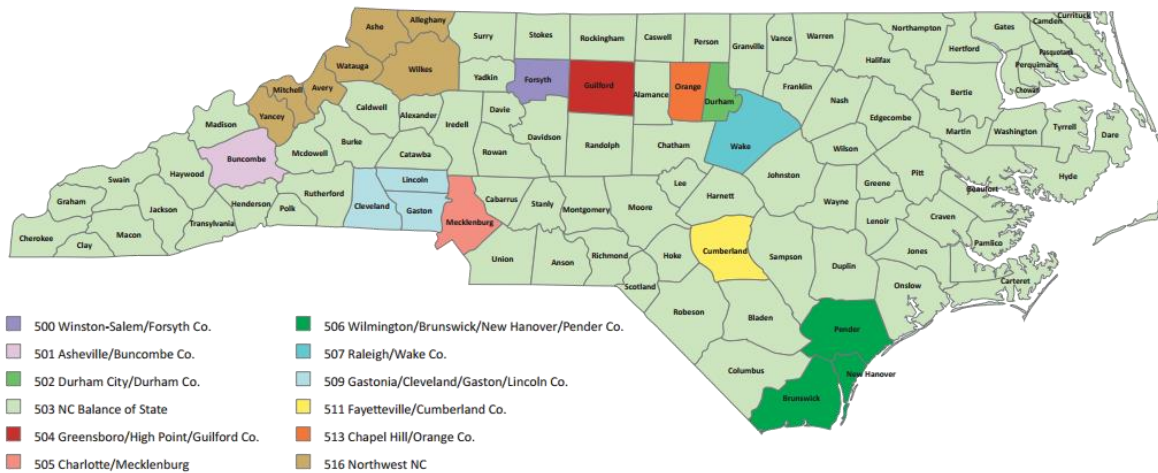 Ashe
Alleghany
Surry
Stokes
Rockingham
Caswell
Person
Granville
Vance
Warren
Northampton
Gates
Camden
Currituck
Hertford
Pasquotank
Perquimans
Chowan
Halifax
Bertie
Watauga
Wilkes
Yadkin
Forsyth
Guilford
Alamance
Orange
Durham
Franklin
Nash
Edgecombe
Martin
Washington
Tyrrell
Dare
Mitchell
Avery
Yancey
Caldwell
Alexander
Iredell
Davie
Davidson
Randolph
Chatham
Wake
Wilson
Pitt
Beaufort
Hyde
Madison
Buncombe
Mcdowell
Burke
Catawba
Rowan
Johnston
Greene
Swain
Haywood
Rutherford
Lincoln
Cleveland
Gaston
Cabarrus
Stanly
Montgomery
Moore
Lee
Harnett
Wayne
Lenoir
Craven
Pamlico
Graham
Jackson
Henderson
Polk
Transylvania
Mecklenburg
Cherokee
Clay
Macon
Union
Anson
Richmond
Hoke
Scotland
Cumberland
Sampson
Duplin
Jones
Onslow
Carteret
Robeson
Bladen
Pender
Columbus
New Hanover
Brunswick
500 Winston-Salem/Forsyth Co.
501 Asheville/Buncombe Co.
502 Durham City/Durham Co.
503 NC Balance of State
504 Greensboro/High Point/Guilford Co.
505 Charlotte/Mecklenburg
506 Wilmington/Brunswick/New Hanover/Pender Co.
507 Raleigh/Wake Co.
509 Gastonia/Cleveland/Gaston/Lincoln Co.
511 Fayetteville/Cumberland Co.
513 Chapel Hill/Orange Co.
516 Northwest NC